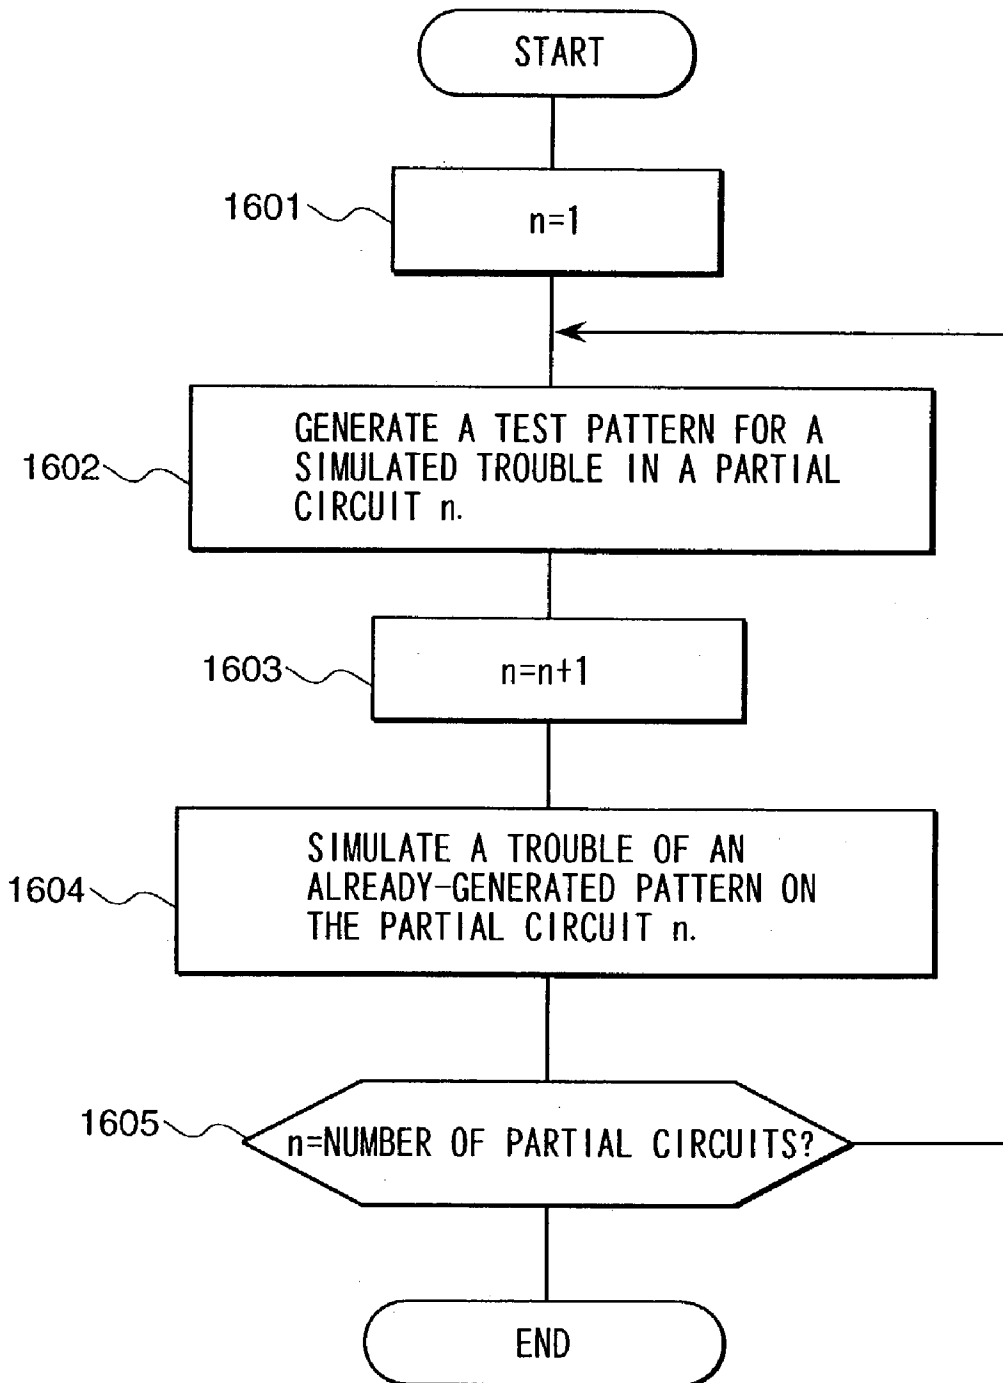 START
1601
n=1
GENERATE A TEST PATTERN FOR A
SIMULATED TROUBLE IN A PARTIAL
CIRCUIT n.
1602
1603
n=n+1
SIMULATE A TROUBLE OF AN
ALREADY-GENERATED PATTERN ON
THE PARTIAL CIRCUIT n.
1604
1605
n=NUMBER OF PARTIAL CIRCUITS?
END